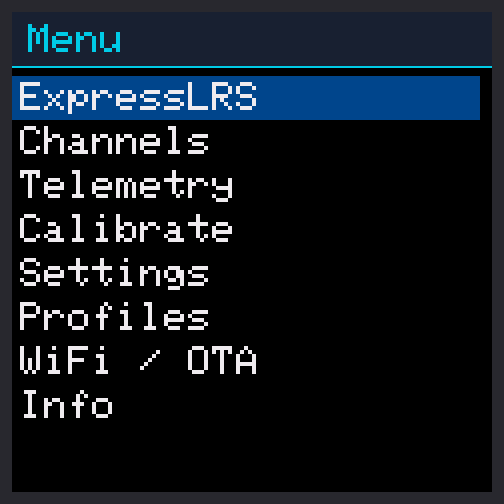 Menu
ExpressLRS
Channels
Telemetry
Calibrate
Settings
Profiles
WiFi / OTA
Info